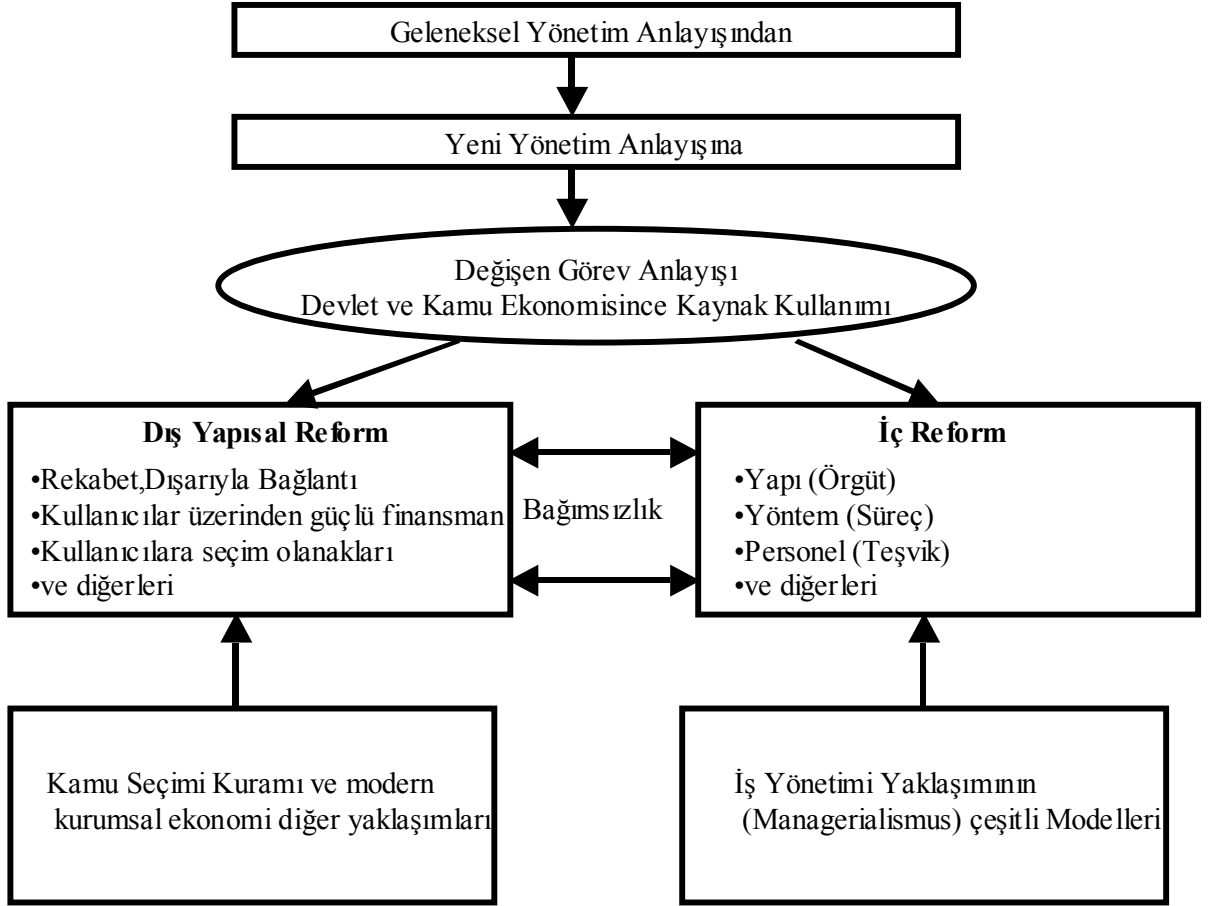 Geleneksel Yönetim Anlayışından
Yeni Yönetim Anlayışına
Değişen Görev Anlayışı
Devlet ve Kamu Ekonomisince Kaynak Kullanımı
Dış Yapısal Reform
•Rekabet,Dışarıyla Bağlantı
•Kullanıcılar üzerinden güçlü finansman
•Kullanıcılara seçim olanakları
•ve diğerleri
Bağımsızlık
İç Reform
•Yapı (Örgüt)
•Yöntem (Süreç)
•Personel (Teşvik)
•ve diğerleri
Kamu Seçimi Kuramı ve modern
kurumsal ekonomi diğer yaklaşımları
İş Yönetimi Yaklaşımının
(Managerialismus) çeşitli Modelleri